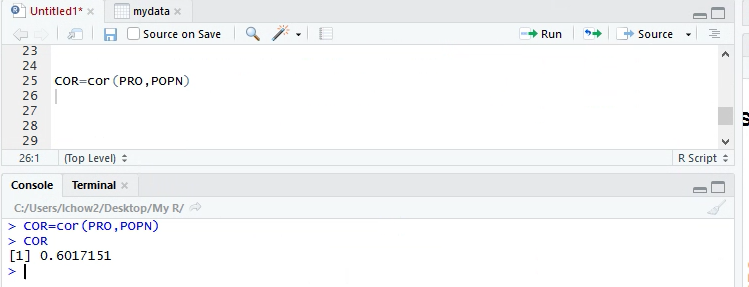 Untitled1* × mydata ×
Source on Save Run Source
23
24
25 COR=cor(PRO,POPN)
26
27
28
29
26:1 (Top Level) R Script
Console Terminal ×
C:/Users/lchow2/Desktop/My R/
> COR=cor(PRO,POPN)
> COR
[1] 0.6017151
>